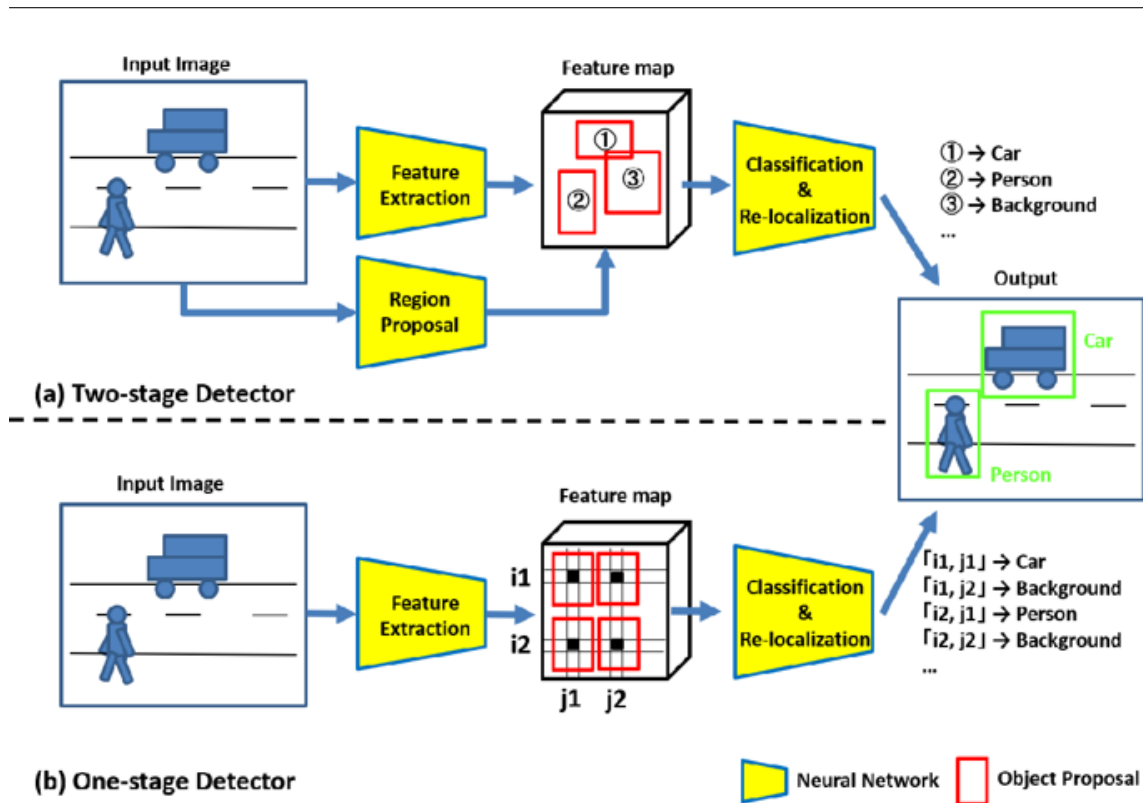 Input Image
Feature map
Feature
Extraction
①
②
③
Classification
&
Re-localization
① → Car
② → Person
③ → Background
...
Region
Proposal
Output
Car
Person
(a) Two-stage Detector
Input Image
Feature map
Feature
Extraction
i1
i2
j1 j2
Classification
&
Re-localization
「i1, j1」 → Car
「i1, j2」 → Background
「i2, j1」 → Person
「i2, j2」 → Background
...
(b) One-stage Detector
Neural Network
Object Proposal